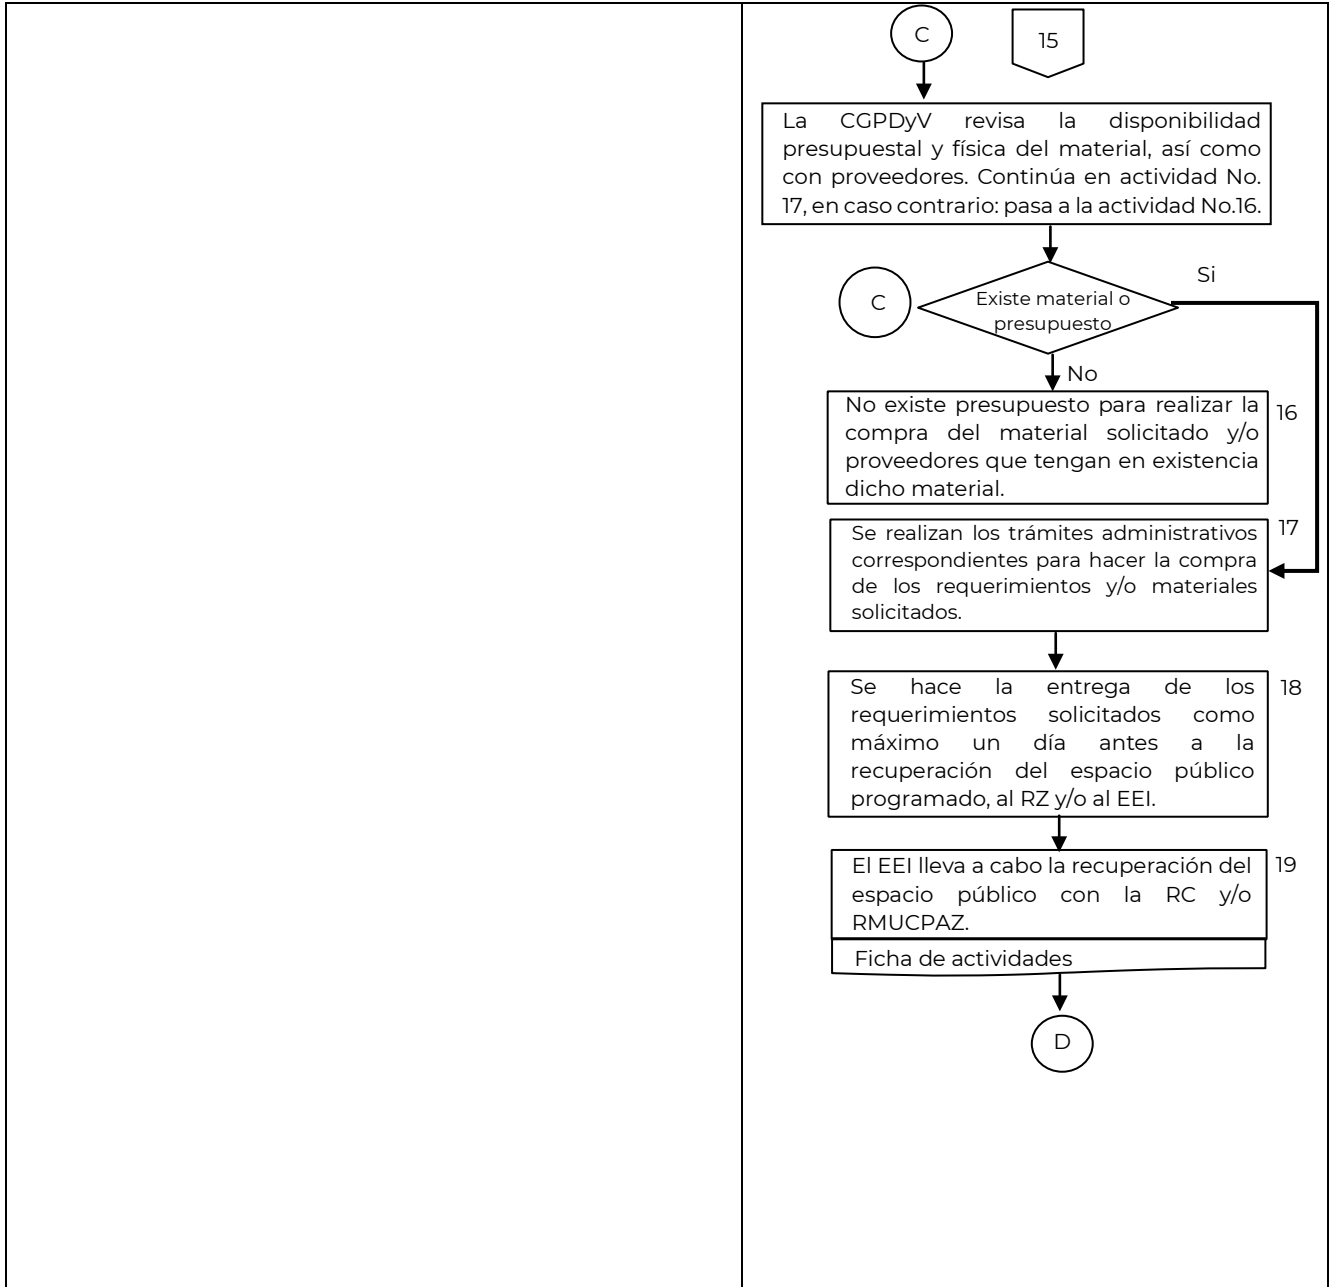 C
15
La CGPDyV revisa la disponibilidad
presupuestal y física del material, así como
con proveedores. Continúa en actividad No.
17, en caso contrario: pasa a la actividad No.16.
Si
C
Existe material o
presupuesto
No
No existe presupuesto para realizar la
compra del material solicitado y/o
proveedores que tengan en existencia
dicho material.
16
Se realizan los trámites administrativos
correspondientes para hacer la compra
de los requerimientos y/o materiales
solicitados.
17
Se hace la entrega de los
requerimientos solicitados como
máximo un día antes a la
recuperación del espacio público
programado, al RZ y/o al EEI.
18
El EEI lleva a cabo la recuperación del
espacio público con la RC y/o
RMUCPAZ.
19
Ficha de actividades
D